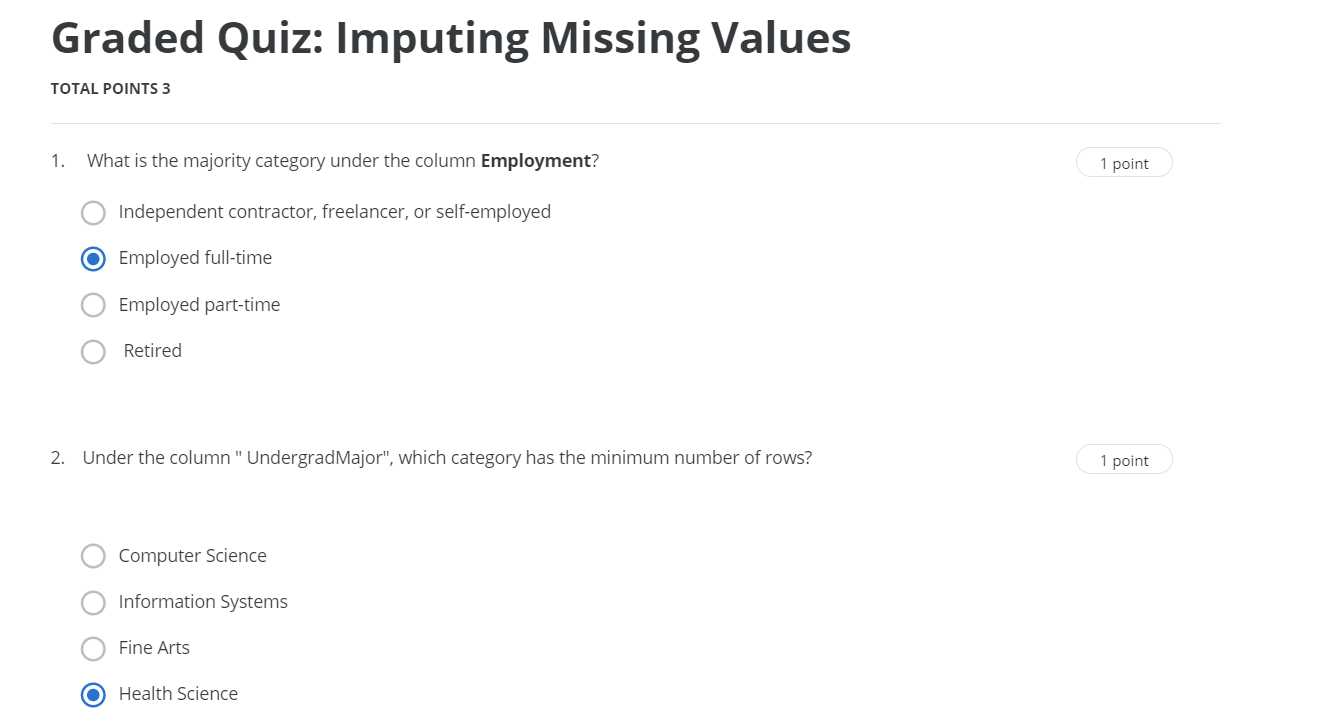 Graded Quiz: Imputing Missing Values
TOTAL POINTS 3
1. What is the majority category under the column Employment?
1 point
Independent contractor, freelancer, or self-employed
Employed full-time
Employed part-time
Retired
2. Under the column " UndergradMajor", which category has the minimum number of rows?
1 point
Computer Science
Information Systems
Fine Arts
Health Science